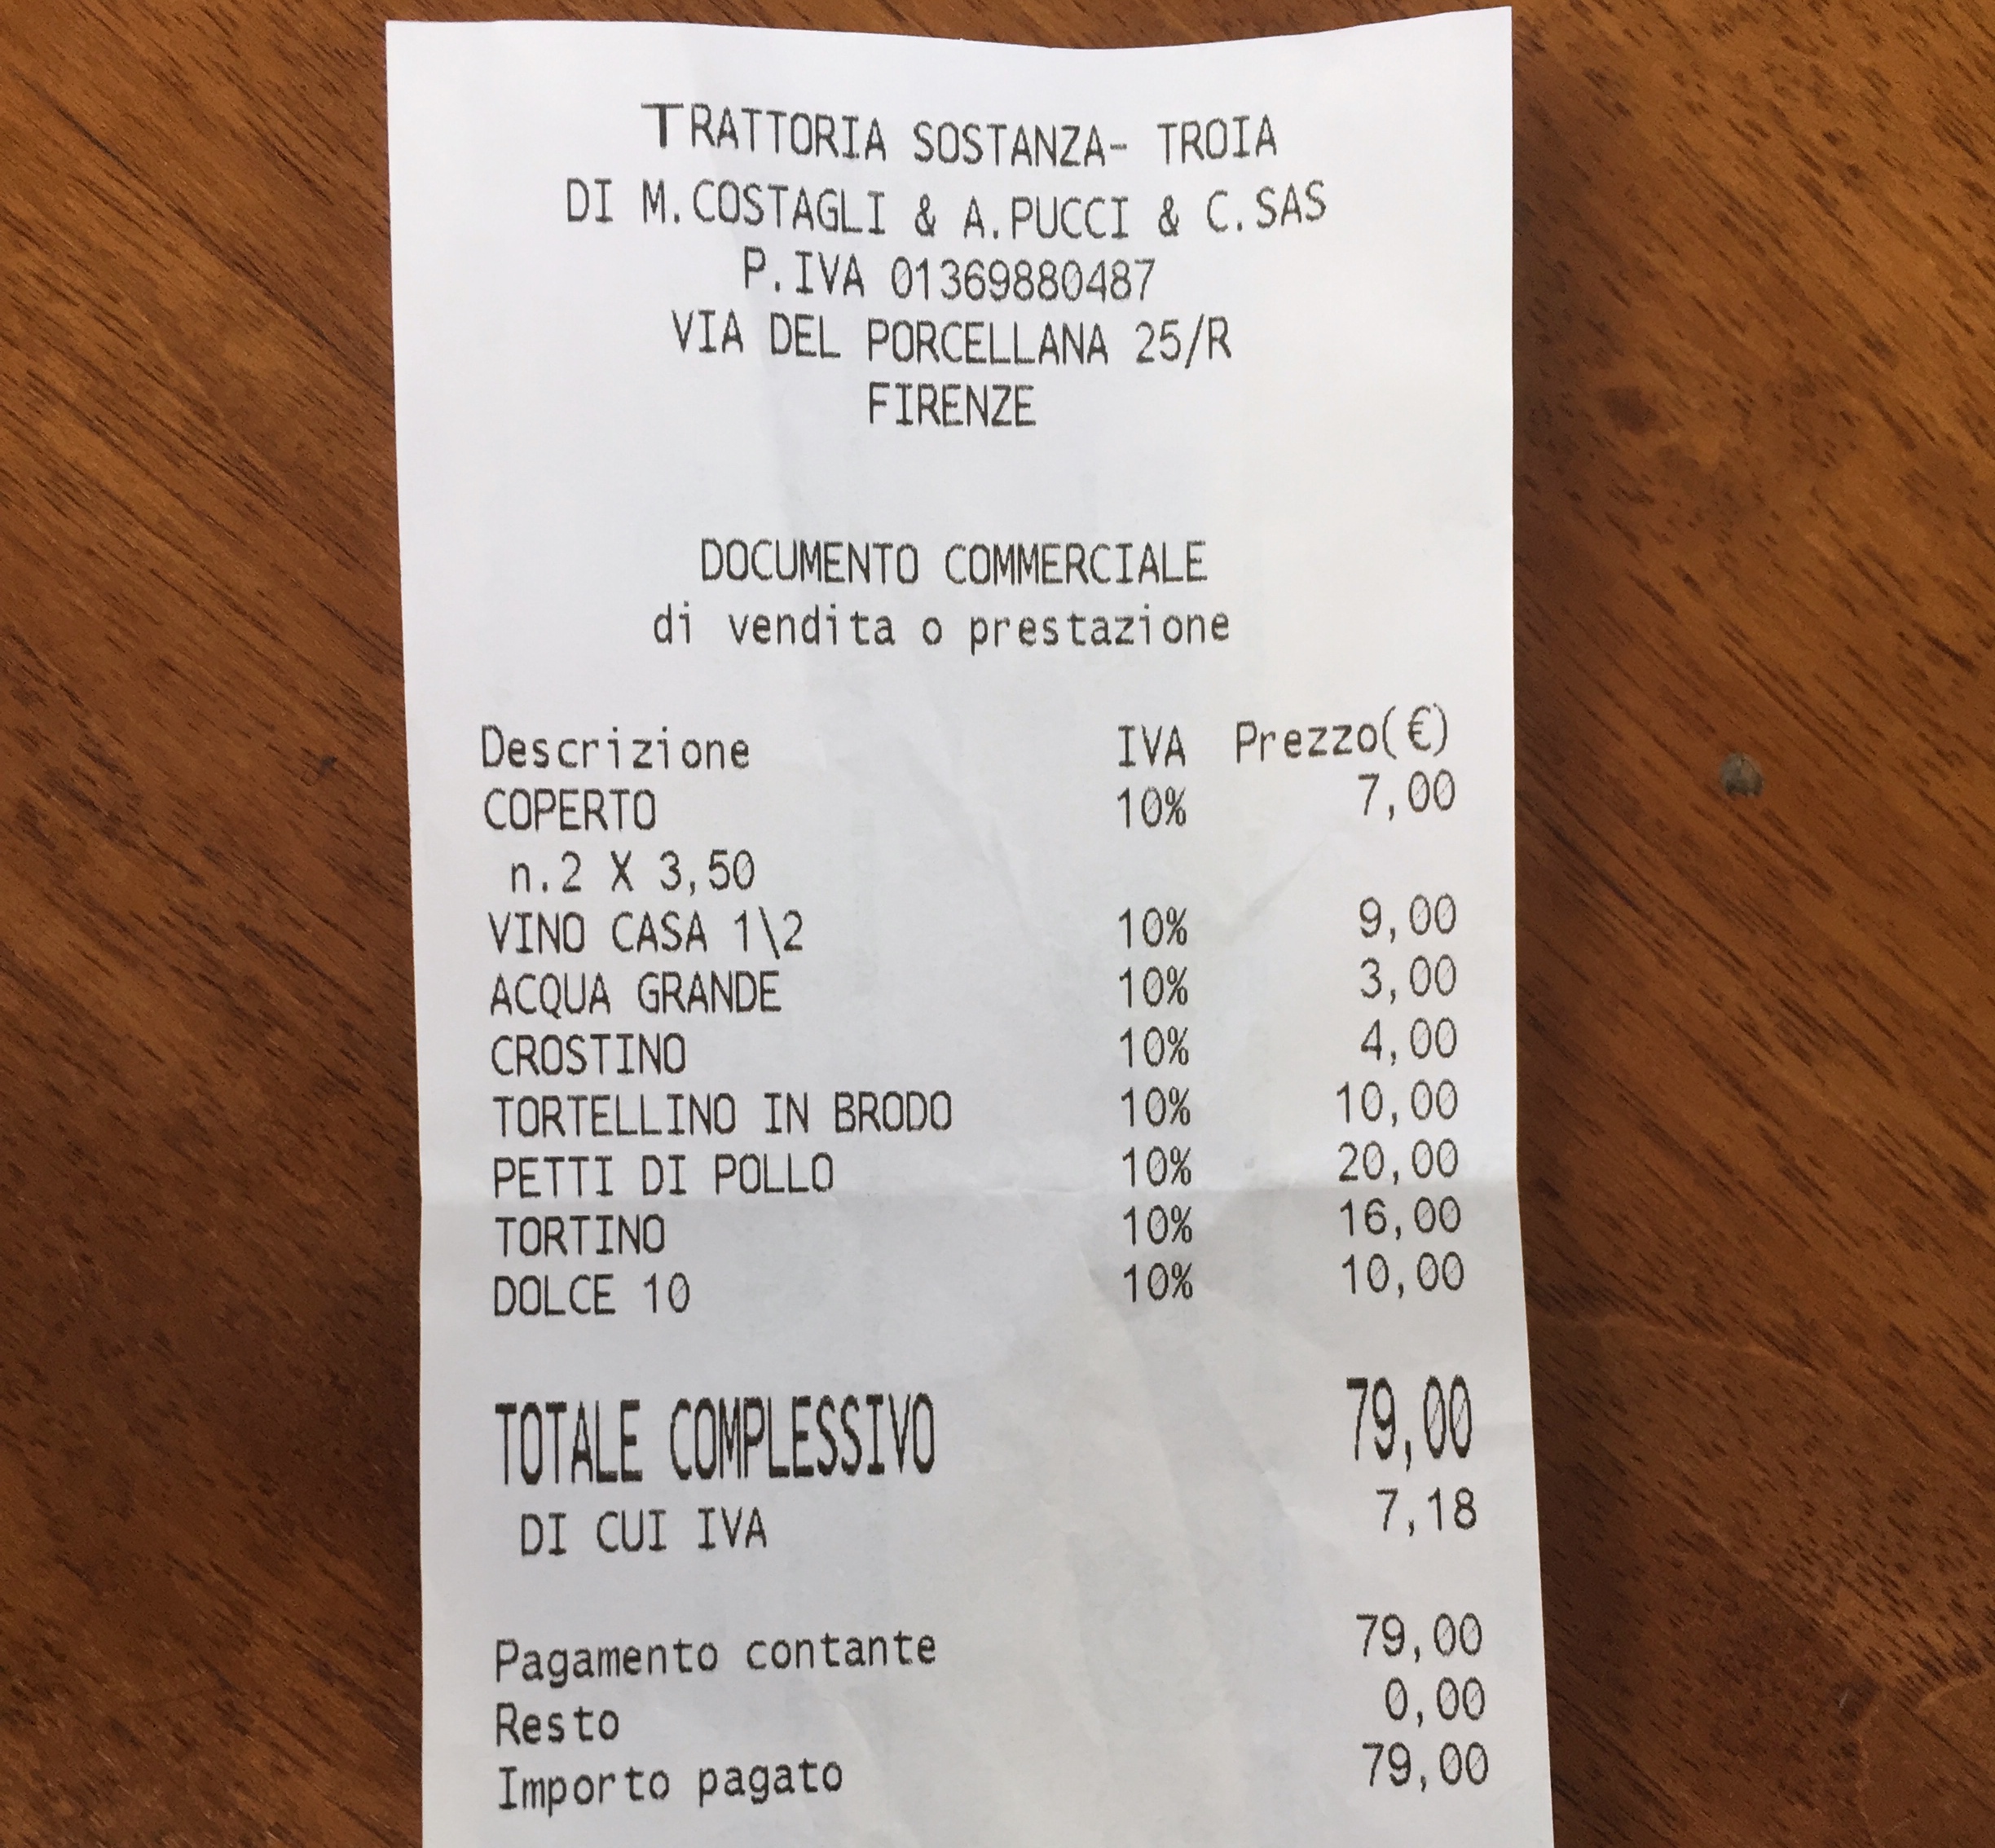 TRATTORIA SOSTANZA- TROIA
DI M.COSTAGLI & A.PUCCI & C.SAS
P.IVA 01369880487
VIA DEL PORCELLANA 25/R
FIRENZE
DOCUMENTO COMMERCIALE
di vendita o prestazione
Descrizione IVA Prezzo(€)
COPERTO 10% 7,00
n.2 X 3,50
VINO CASA 1\2 10% 9,00
ACQUA GRANDE 10% 3,00
CROSTINO 10% 4,00
TORTELLINO IN BRODO 10% 10,00
PETTI DI POLLO 10% 20,00
TORTINO 10% 16,00
DOLCE 10 10% 10,00
TOTALE COMPLESSIVO 79,00
DI CUI IVA 7,18
Pagamento contante 79,00
Resto 0,00
Importo pagato 79,00